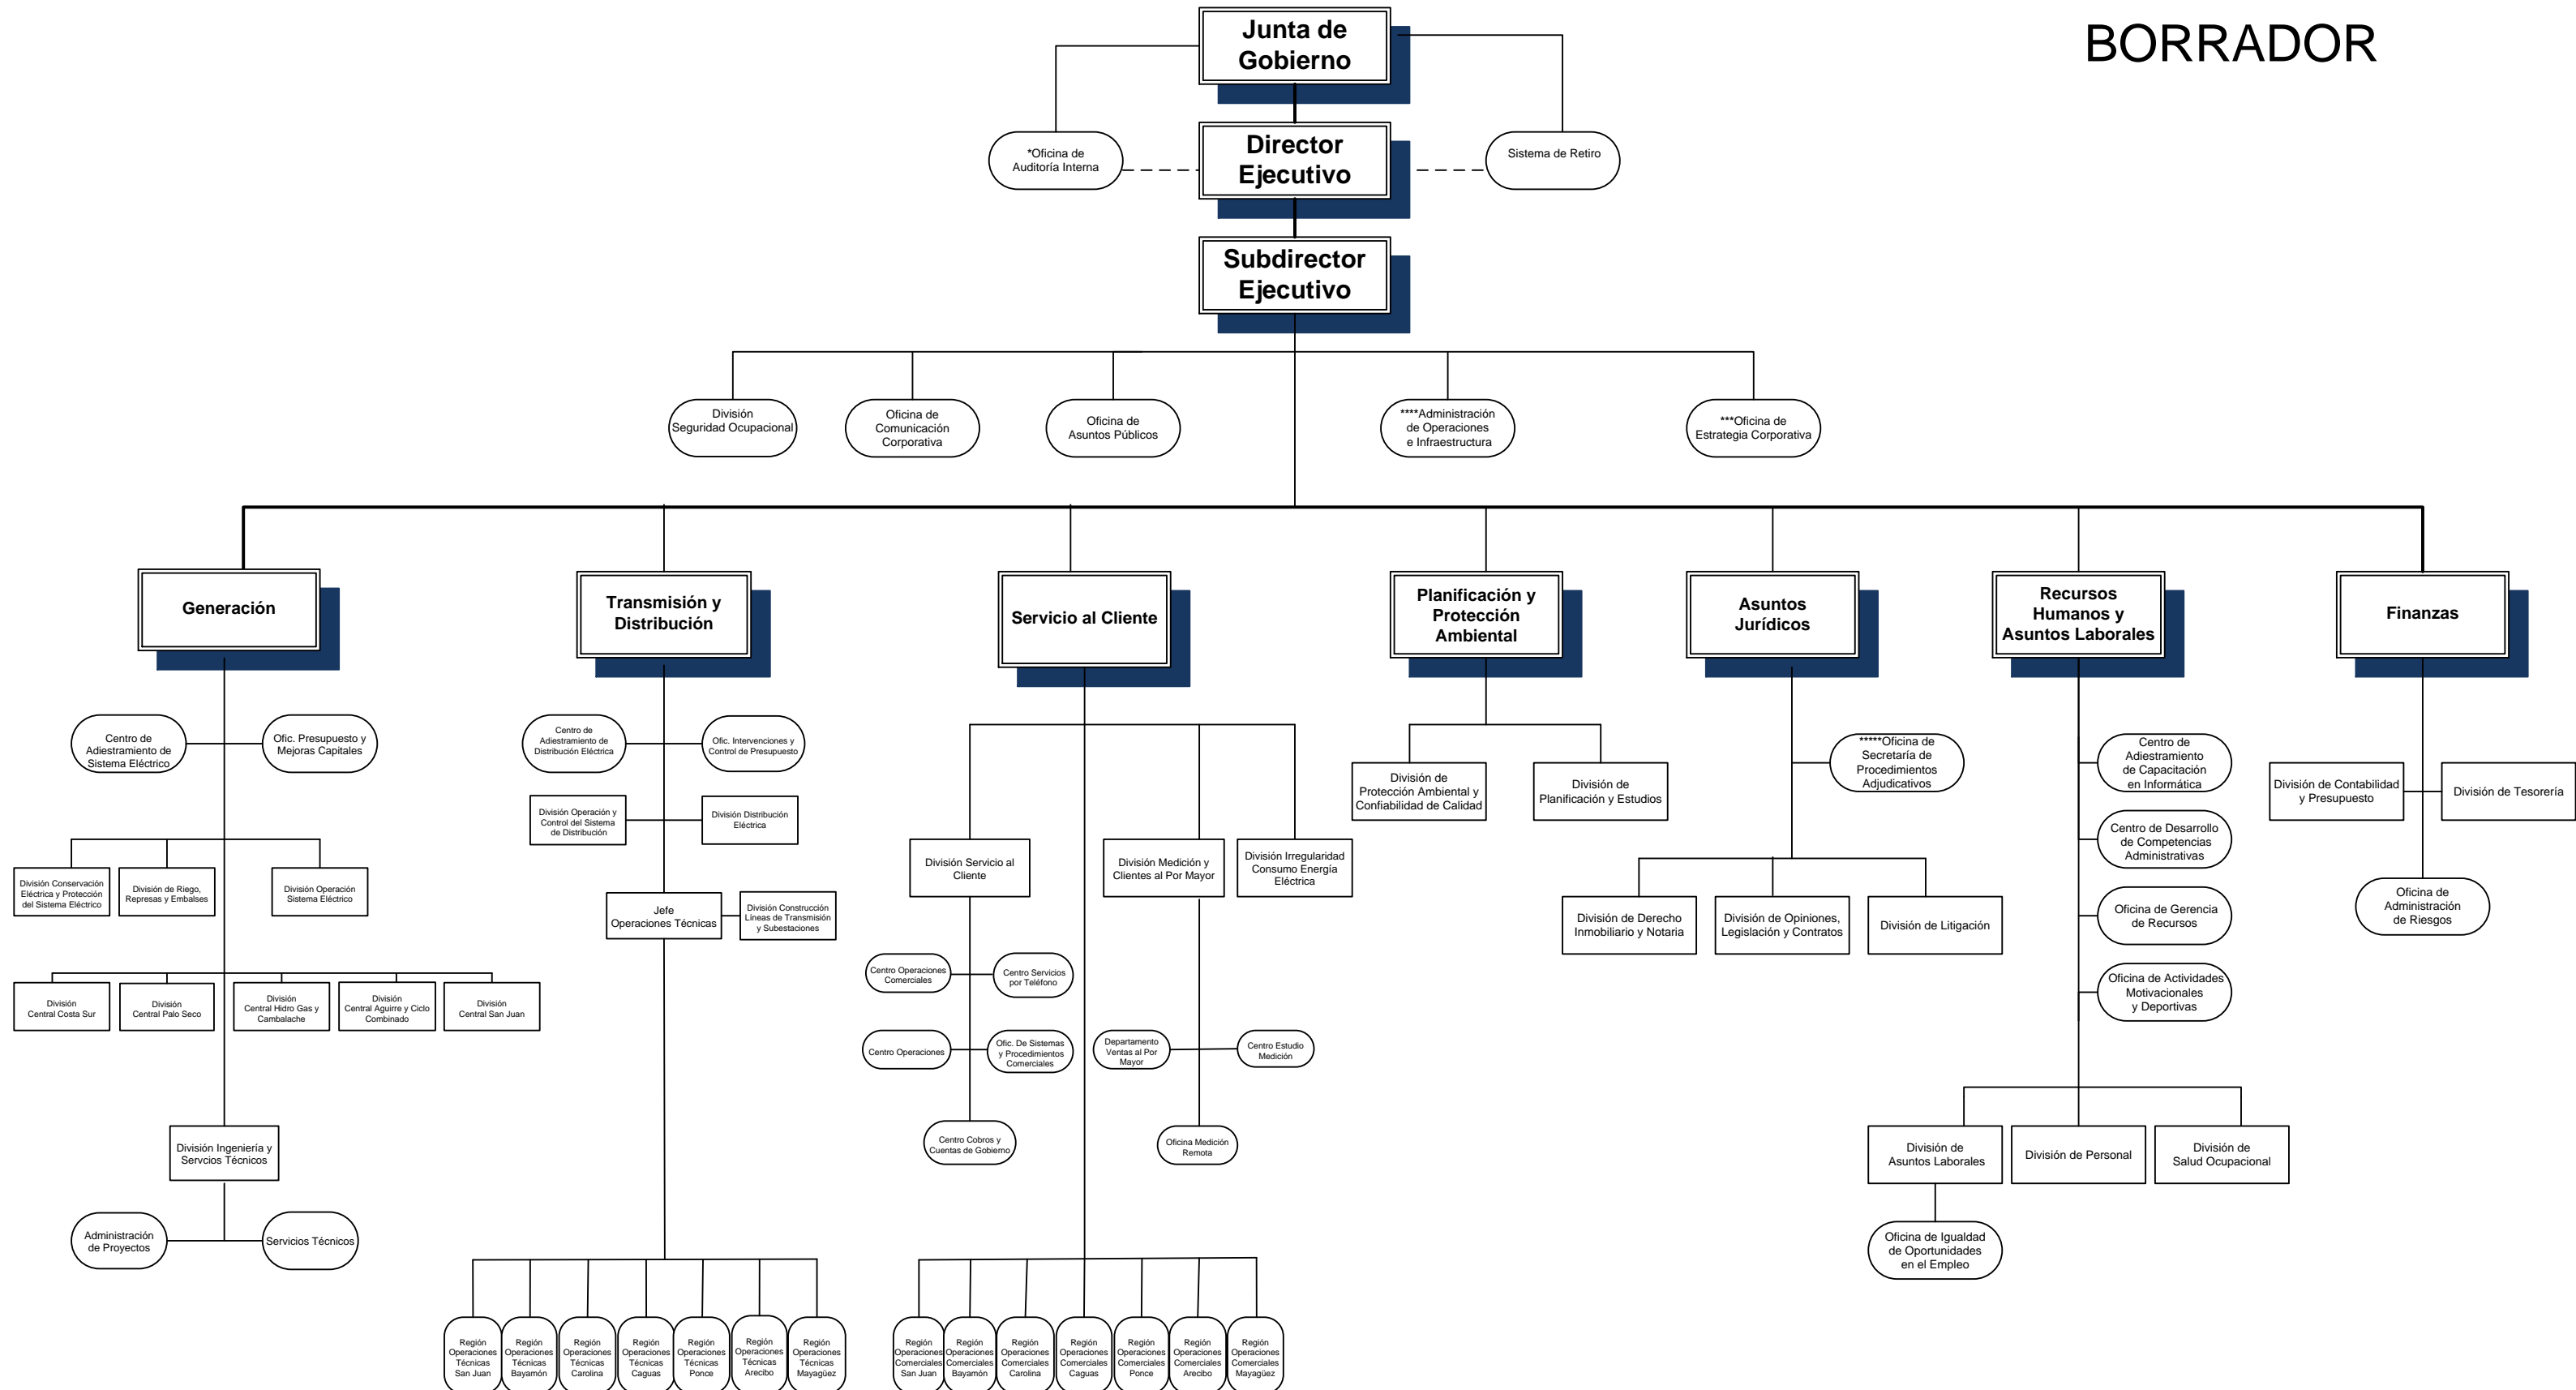 BORRADOR
Junta de
Gobierno
*Oficina de
Auditoría Interna
Director
Ejecutivo
Sistema de Retiro
Subdirector
Ejecutivo
División
Seguridad Ocupacional
Oficina de
Comunicación
Corporativa
Oficina de
Asuntos Públicos
****Administración
de Operaciones
e Infraestructura
***Oficina de
Estrategia Corporativa
Generación
Transmisión y
Distribución
Servicio al Cliente
Planificación y
Protección
Ambiental
Asuntos
Jurídicos
Recursos
Humanos y
Asuntos Laborales
Finanzas
Centro de
Adiestramiento de
Sistema Eléctrico
Ofic. Presupuesto y
Mejoras Capitales
División Conservación
Eléctrica y Protección
del Sistema Eléctrico
División de Riego,
Represas y Embalses
División Operación
Sistema Eléctrico
División
Central Costa Sur
División
Central Palo Seco
División
Central Hidro Gas y
Cambalache
División
Central Aguirre y Ciclo
Combinado
División
Central San Juan
División Ingeniería y
Servcios Técnicos
Administración
de Proyectos
Servicios Técnicos
Centro de
Adiestramiento de
Distribución Eléctrica
Ofic. Intervenciones y
Control de Presupuesto
División Operación y
Control del Sistema
de Distribución
División Distribución
Eléctrica
Jefe
Operaciones Técnicas
División Construcción
Líneas de Transmisión
y Subestaciones
Región
Operaciones
Técnicas
San Juan
Región
Operaciones
Técnicas
Bayamón
Región
Operaciones
Técnicas
Carolina
Región
Operaciones
Técnicas
Caguas
Región
Operaciones
Técnicas
Ponce
Región
Operaciones
Técnicas
Arecibo
Región
Operaciones
Técnicas
Mayagüez
División Servicio al
Cliente
División Medición y
Clientes al Por Mayor
División Irregularidad
Consumo Energía
Eléctrica
Centro Operaciones
Comerciales
Centro Servicios
por Teléfono
Centro Operaciones
Ofic. De Sistemas
y Procedimientos
Comerciales
Centro Cobros y
Cuentas de Gobierno
Departamento
Ventas al Por
Mayor
Centro Estudio
Medición
Oficina Medición
Remota
Región
Operaciones
Comerciales
San Juan
Región
Operaciones
Comerciales
Bayamón
Región
Operaciones
Comerciales
Carolina
Región
Operaciones
Comerciales
Caguas
Región
Operaciones
Comerciales
Ponce
Región
Operaciones
Comerciales
Arecibo
Región
Operaciones
Comerciales
Mayagüez
División de
Protección Ambiental y
Confiabilidad de Calidad
División de
Planificación y Estudios
*****Oficina de
Secretaría de
Procedimientos
Adjudicativos
División de Derecho
Inmobiliario y Notaria
División de Opiniones,
Legislación y Contratos
División de Litigación
Centro de
Adiestramiento
de Capacitación
en Informática
Centro de Desarrollo
de Competencias
Administrativas
Oficina de Gerencia
de Recursos
Oficina de Actividades
Motivacionales
y Deportivas
División de
Asuntos Laborales
División de Personal
División de
Salud Ocupacional
Oficina de Igualdad
de Oportunidades
en el Empleo
División de Contabilidad
y Presupuesto
División de Tesorería
Oficina de
Administración
de Riesgos